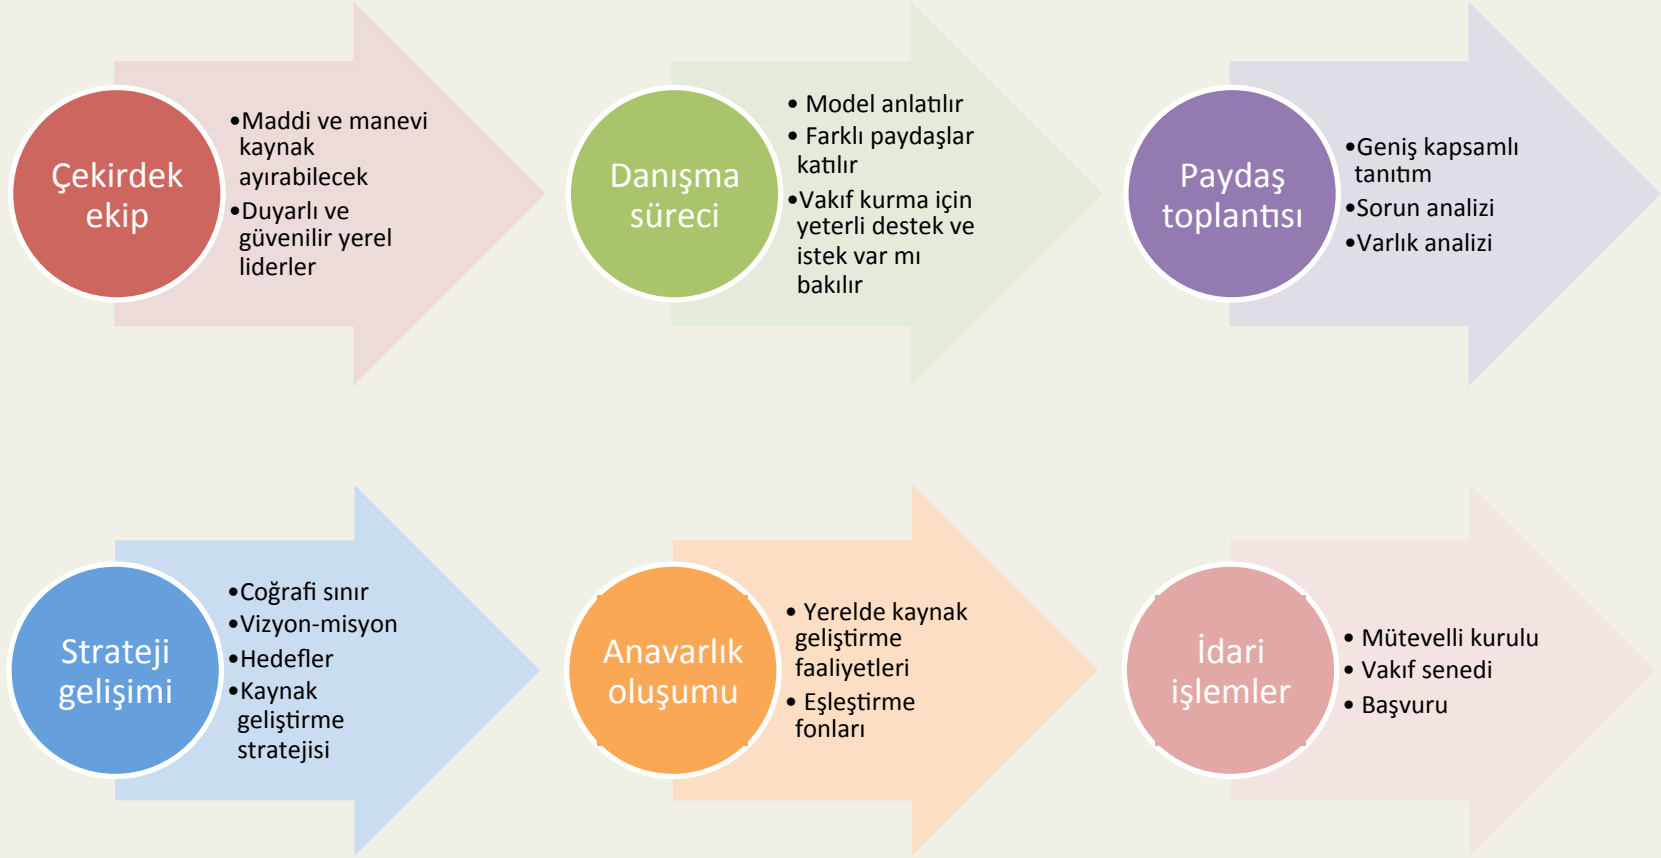 Çekirdek
ekip
•Maddi ve manevi
kaynak
ayırabilecek
•Duyarlı ve
güvenilir yerel
liderler
Danışma
süreci
• Model anlatılır
• Farklı paydaşlar
katılır
•Vakıf kurma için
yeterli destek ve
istek var mı
bakılır
Paydaş
toplantısı
•Geniş kapsamlı
tanıtım
•Sorun analizi
•Varlık analizi
Strateji
gelişimi
•Coğrafi sınır
•Vizyon-misyon
•Hedefler
•Kaynak
geliştirme
stratejisi
Anavarlık
oluşumu
• Yerelde kaynak
geliştirme
faaliyetleri
• Eşleştirme
fonları
İdari
işlemler
• Mütevelli kurulu
• Vakıf senedi
• Başvuru